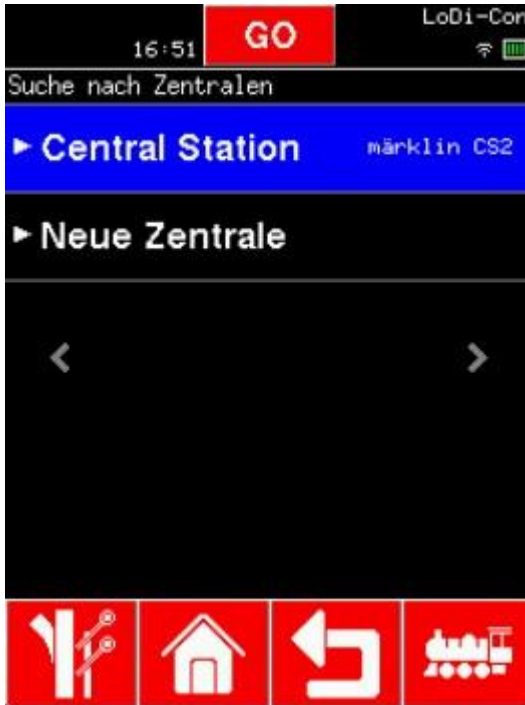 LoDi-Con
16:51
GO
Suche nach Zentralen
Central Station
märklin CS2
Neue Zentrale